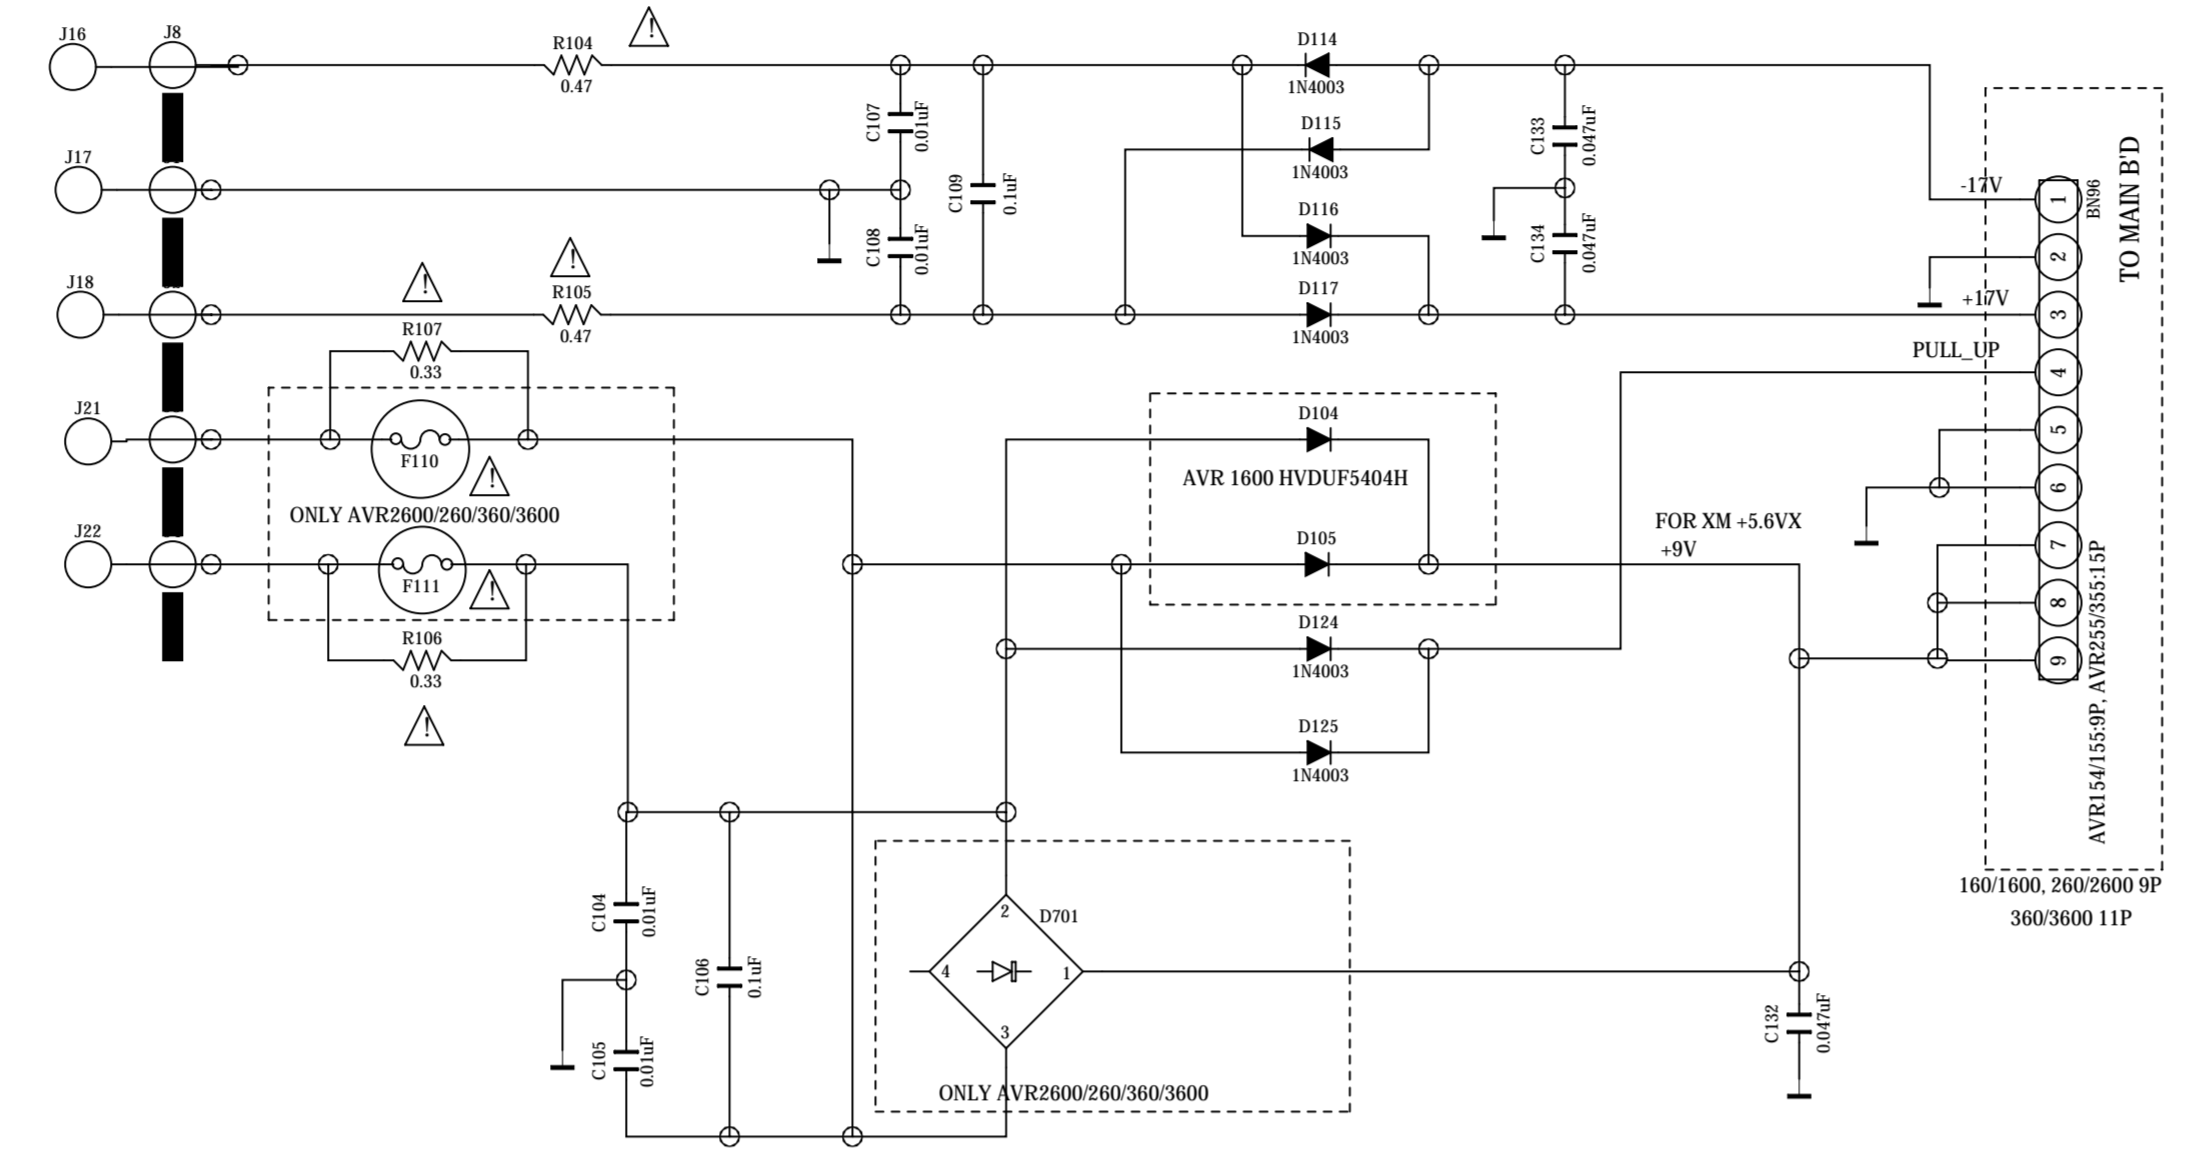 J16
J8
R104
0.47
!
D114
1N4003
C107
0.01uF
C109
0.1uF
D115
1N4003
C133
0.047uF
J17
-17V
1
BN96
TO MAIN B'D
C108
0.01uF
D116
1N4003
C134
0.047uF
2
J18
!
R107
0.33
!
R105
0.47
D117
1N4003
+17V
3
PULL_UP
4
J21
F110
!
ONLY AVR2600/260/360/3600
D104
AVR 1600 HVDUF5404H
5
6
J22
F111
!
R106
0.33
!
D105
FOR XM +5.6VX
+9V
7
8
9
AVR154/155:9P, AVR255/355:15P
D124
1N4003
D125
1N4003
160/1600, 260/2600 9P
360/3600 11P
C104
0.01uF
C106
0.1uF
C105
0.01uF
2
D701
4
1
3
ONLY AVR2600/260/360/3600
C132
0.047uF